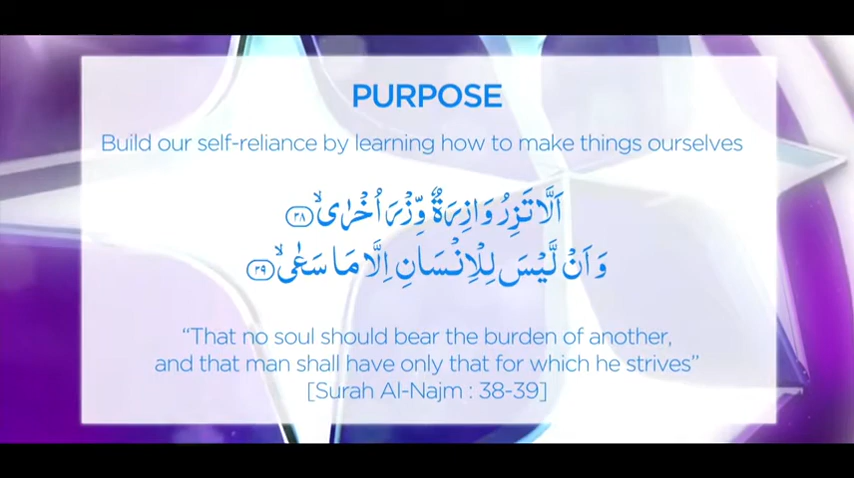 PURPOSE
Build our self-reliance by learning how to make things ourselves
اَلَّا تَزِرُ وَازِرَةٌ وِّزْرَ اُخْرٰىۙ ﴿٣٨﴾
وَاَنْ لَّيْسَ لِلْاِنْسَانِ اِلَّا مَا سَعٰىۙ ﴿٣٩﴾
“That no soul should bear the burden of another,
and that man shall have only that for which he strives”
[Surah Al-Najm : 38-39]